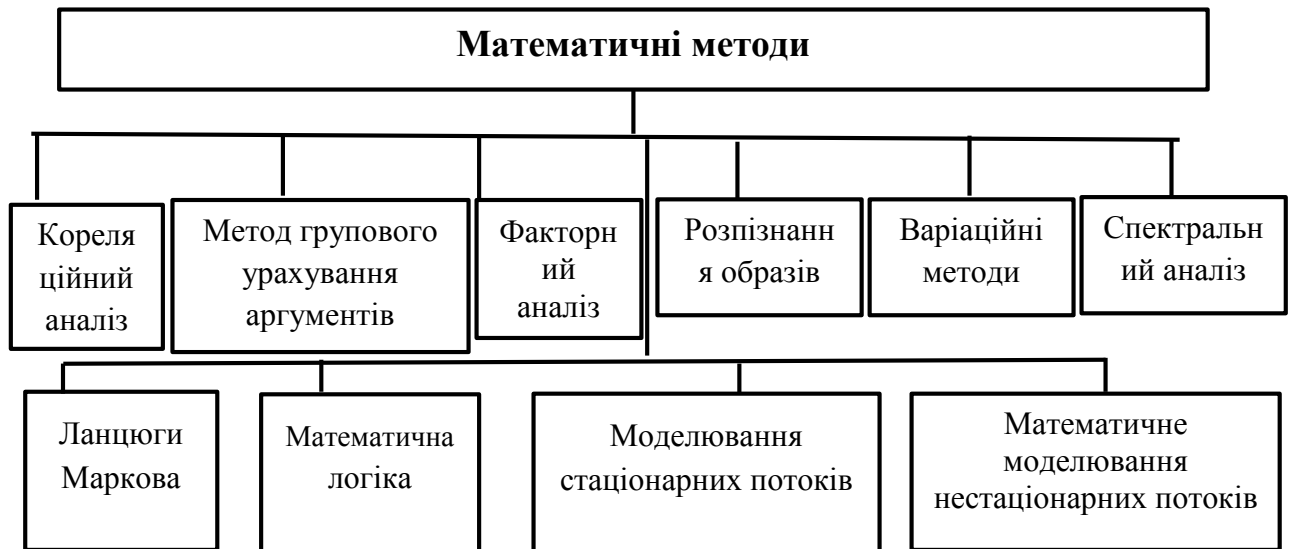 Математичні методи
Кореля
ційний
аналіз
Метод групового
урахування
аргументів
Факторн
ий
аналіз
Розпізнанн
я образів
Варіаційні
методи
Спектральн
ий аналіз
Ланцюги
Маркова
Математична
логіка
Моделювання
стаціонарних потоків
Математичне
моделювання
нестаціонарних потоків